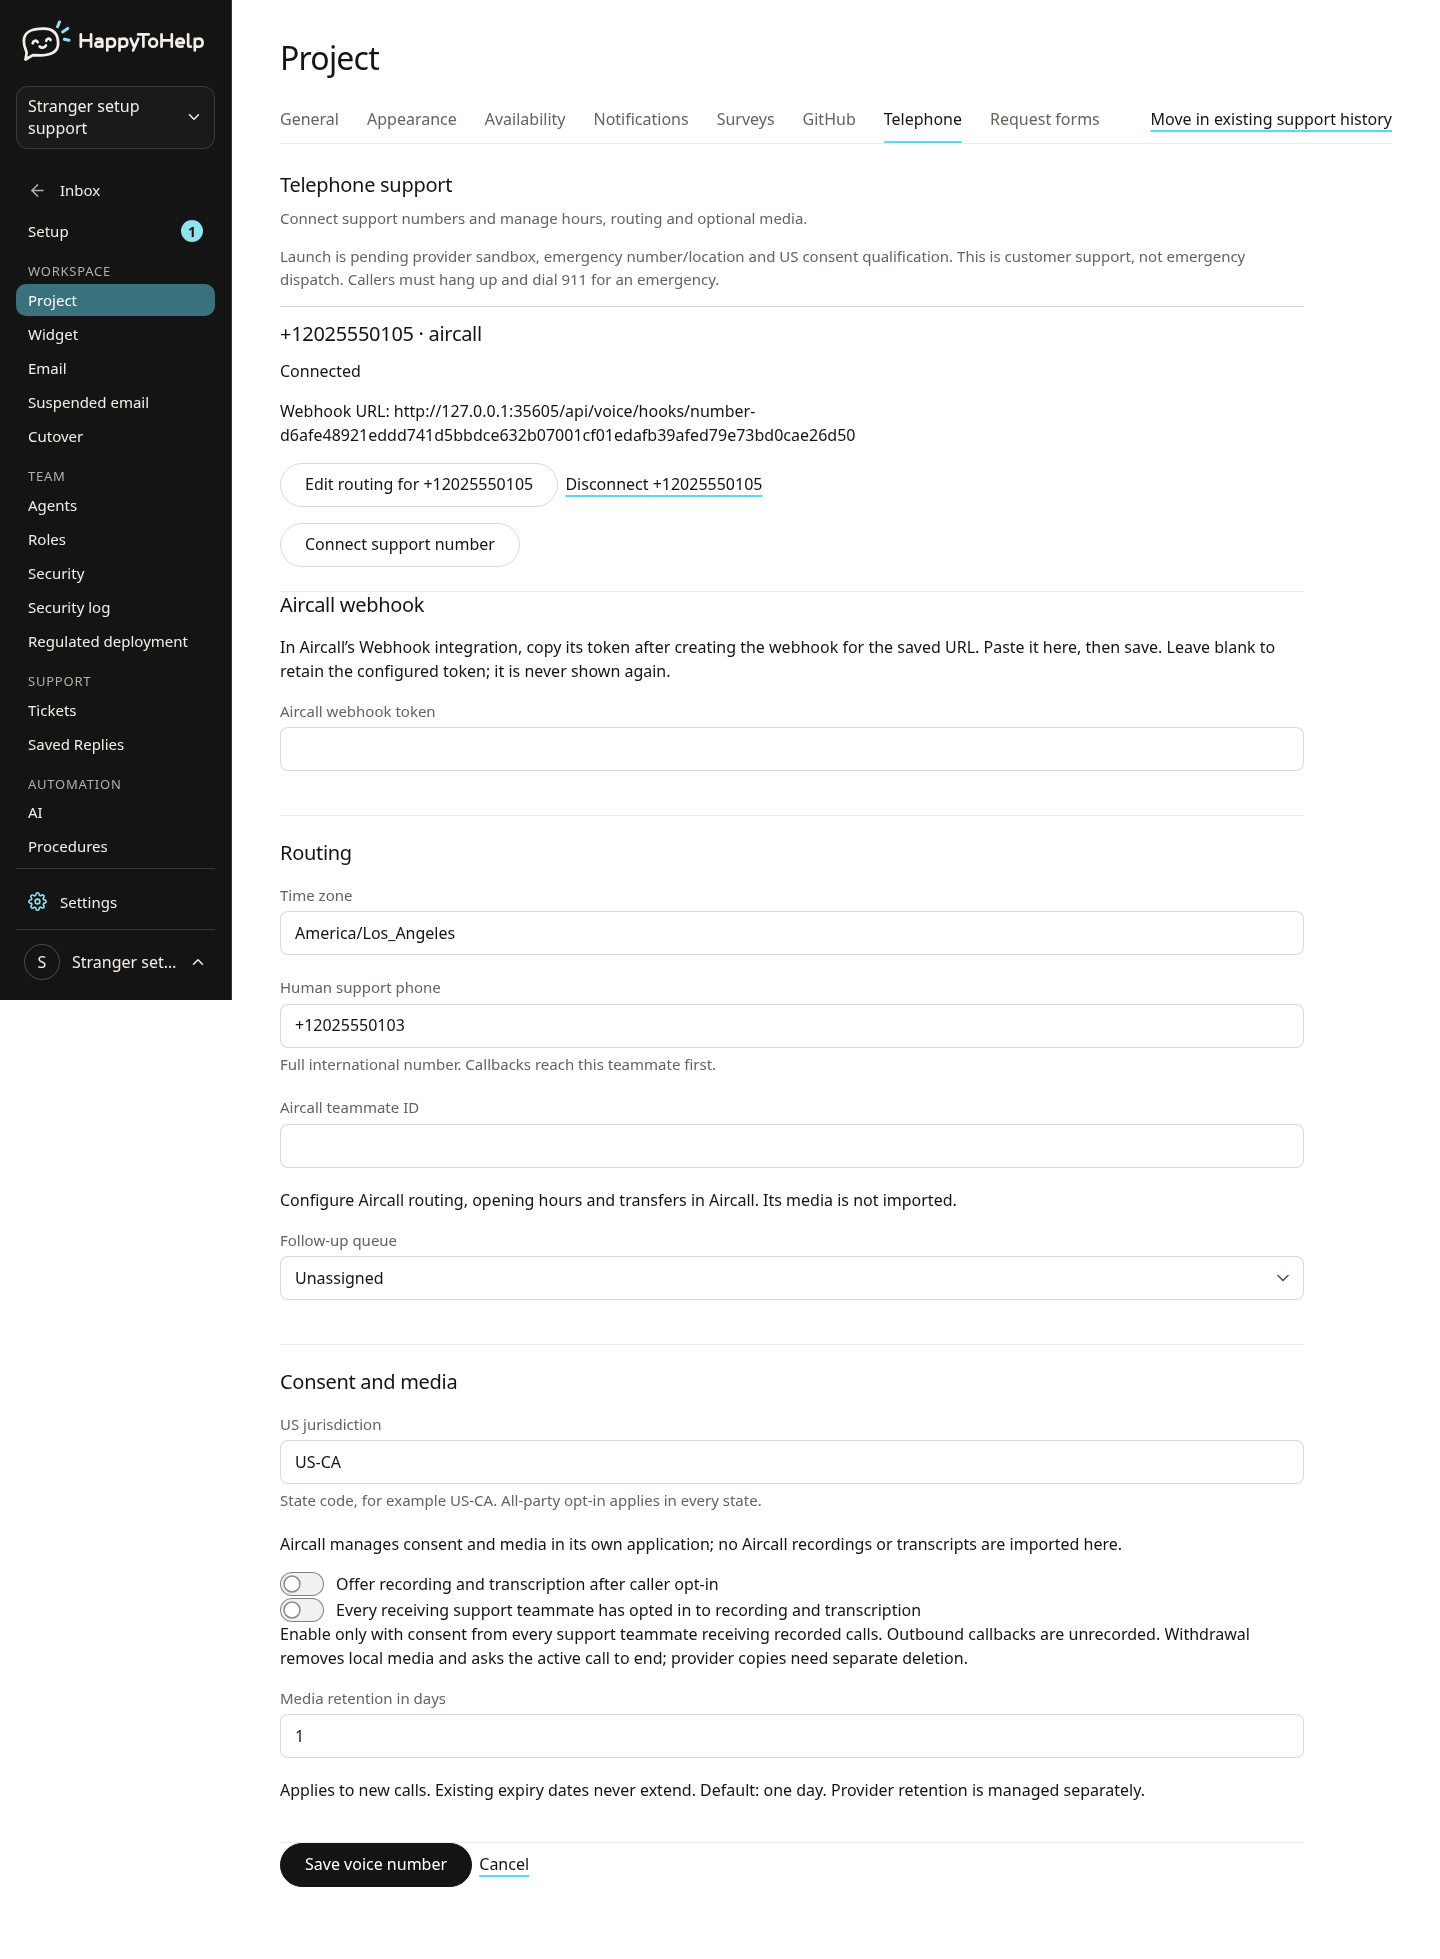 HappyToHelp
Stranger setup
support
Inbox
Setup
1
WORKSPACE
Project
Widget
Email
Suspended email
Cutover
TEAM
Agents
Roles
Security
Security log
Regulated deployment
SUPPORT
Tickets
Saved Replies
AUTOMATION
AI
Procedures
Settings
S
Stranger set...
Project
General
Appearance
Availability
Notifications
Surveys
GitHub
Telephone
Request forms
Move in existing support history
Telephone support
Connect support numbers and manage hours, routing and optional media.
Launch is pending provider sandbox, emergency number/location and US consent qualification. This is customer support, not emergency
dispatch. Callers must hang up and dial 911 for an emergency.
+12025550105 · aircall
Connected
Webhook URL: http://127.0.0.1:35605/api/voice/hooks/number-
d6afe48921eddd741d5bbdce632b07001cf01edafb39afed79e73bd0cae26d50
Edit routing for +12025550105
Disconnect +12025550105
Connect support number
Aircall webhook
In Aircall’s Webhook integration, copy its token after creating the webhook for the saved URL. Paste it here, then save. Leave blank to
retain the configured token; it is never shown again.
Aircall webhook token
Routing
Time zone
America/Los_Angeles
Human support phone
+12025550103
Full international number. Callbacks reach this teammate first.
Aircall teammate ID
Configure Aircall routing, opening hours and transfers in Aircall. Its media is not imported.
Follow-up queue
Unassigned
Consent and media
US jurisdiction
US-CA
State code, for example US-CA. All-party opt-in applies in every state.
Aircall manages consent and media in its own application; no Aircall recordings or transcripts are imported here.
Offer recording and transcription after caller opt-in
Every receiving support teammate has opted in to recording and transcription
Enable only with consent from every support teammate receiving recorded calls. Outbound callbacks are unrecorded. Withdrawal
removes local media and asks the active call to end; provider copies need separate deletion.
Media retention in days
1
Applies to new calls. Existing expiry dates never extend. Default: one day. Provider retention is managed separately.
Save voice number
Cancel